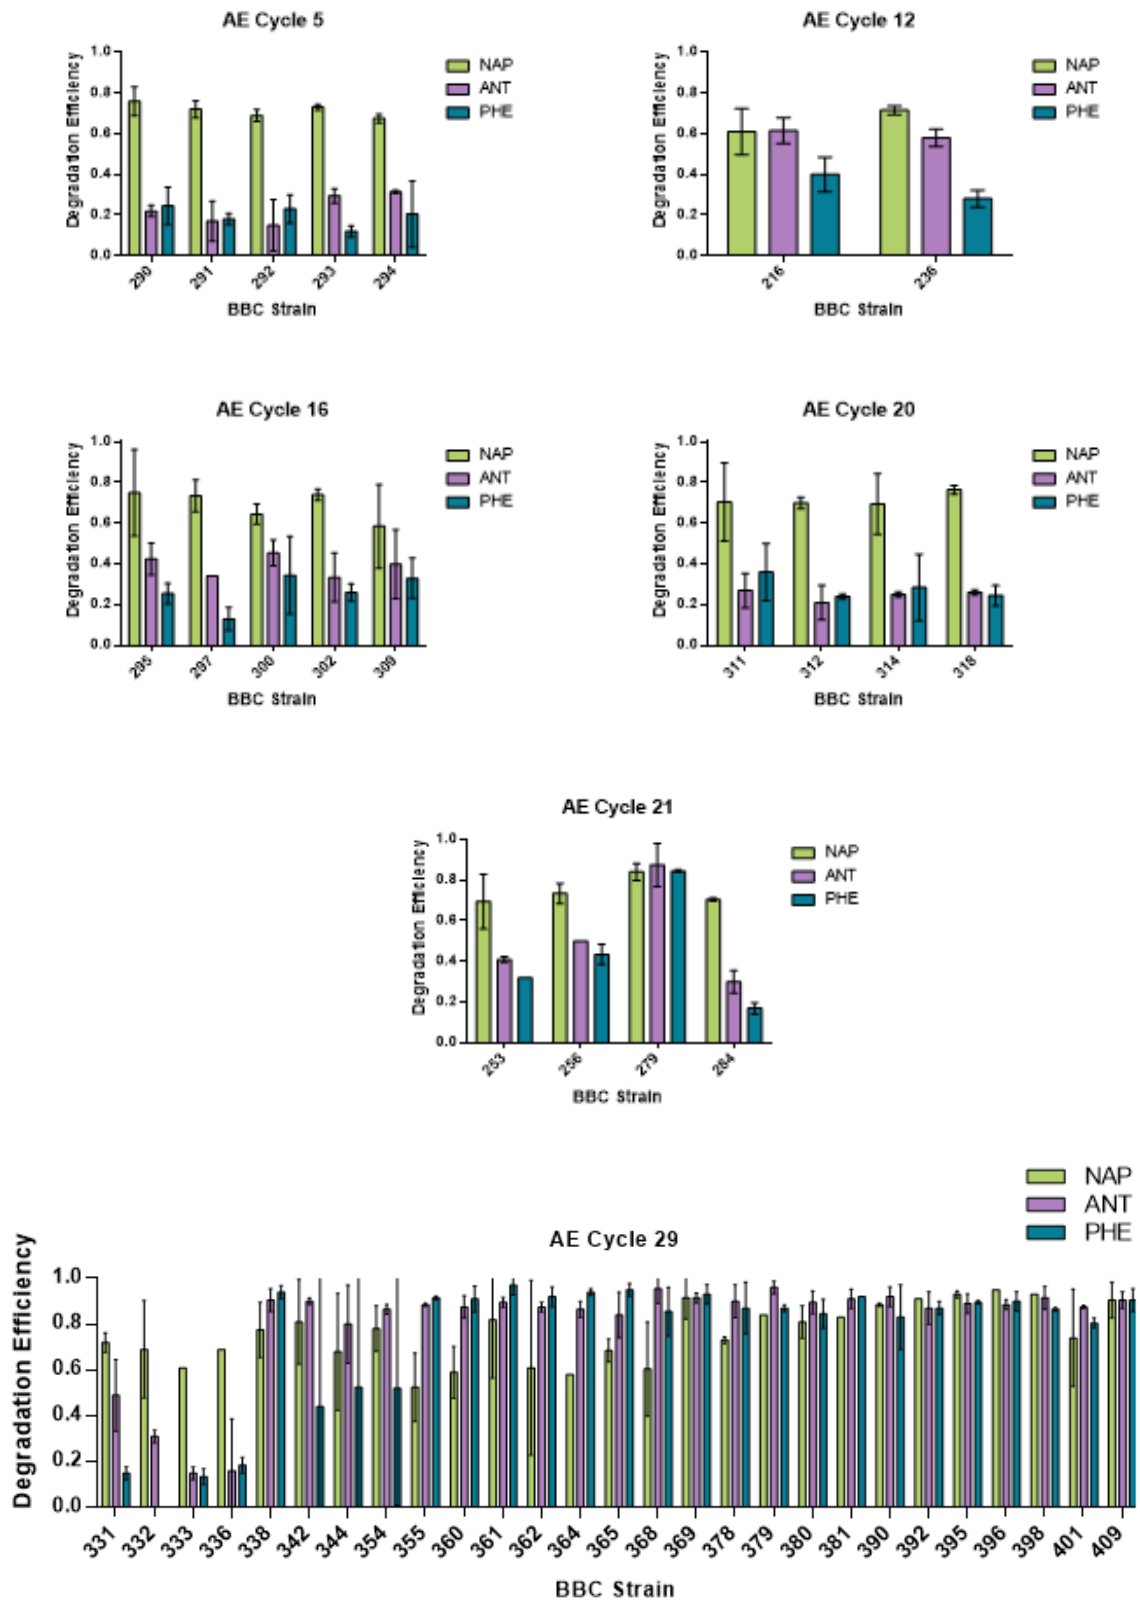 AE Cycle 5
Degradation Efficiency
1.0
0.8
0.6
0.4
0.2
0.0
290 291 292 293 294
BBC Strain
NAP
ANT
PHE
AE Cycle 12
Degradation Efficiency
1.0
0.8
0.6
0.4
0.2
0.0
216 236
BBC Strain
NAP
ANT
PHE
AE Cycle 16
Degradation Efficiency
1.0
0.8
0.6
0.4
0.2
0.0
295 297 300 302 309
BBC Strain
NAP
ANT
PHE
AE Cycle 20
Degradation Efficiency
1.0
0.8
0.6
0.4
0.2
0.0
311 312 314 318
BBC Strain
NAP
ANT
PHE
AE Cycle 21
Degradation Efficiency
1.0
0.8
0.6
0.4
0.2
0.0
253 256 279 284
BBC Strain
NAP
ANT
PHE
NAP
ANT
PHE
AE Cycle 29
Degradation Efficiency
1.0
0.8
0.6
0.4
0.2
0.0
331 332 333 336 338 342 344 354 355 360 361 362 364 365 368 369 378 379 380 381 390 392 395 396 398 401 409
BBC Strain